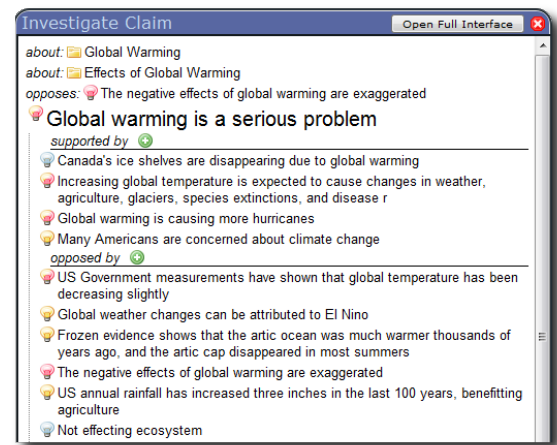 Investigate Claim
Open Full Interface
about: Global Warming
about: Effects of Global Warming
opposes: The negative effects of global warming are exaggerated
Global warming is a serious problem
supported by
Canada's ice shelves are disappearing due to global warming
Increasing global temperature is expected to cause changes in weather,
agriculture, glaciers, species extinctions, and disease r
Global warming is causing more hurricanes
Many Americans are concerned about climate change
opposed by
US Government measurements have shown that global temperature has been
decreasing slightly
Global weather changes can be attributed to El Nino
Frozen evidence shows that the artic ocean was much warmer thousands of
years ago, and the artic cap disappeared in most summers
The negative effects of global warming are exaggerated
US annual rainfall has increased three inches in the last 100 years, benefitting
agriculture
Not effecting ecosystem